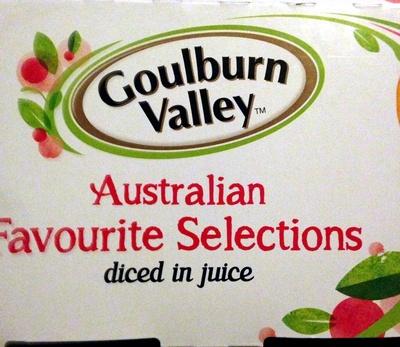 Goulburn
Valley™
Australian
Favourite Selections
diced in juice